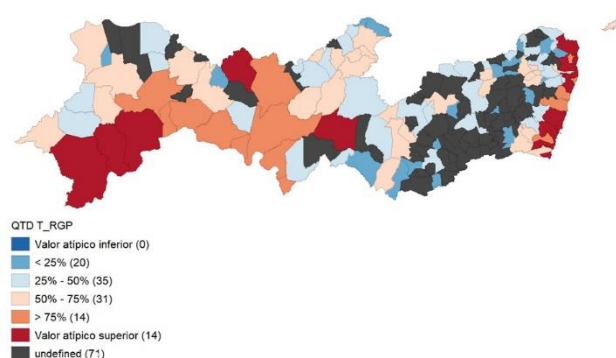 QTD T_RGP
Valor atípico inferior (0)
< 25% (20)
25% - 50% (35)
50% - 75% (31)
> 75% (14)
Valor atípico superior (14)
undefined (71)